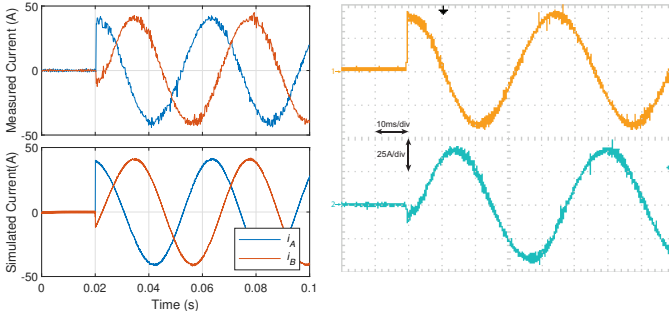 Measured Current (A)
50
0
-50
Simulated Current(A)
50
0
-50
i_A
i_B
0
0.02
0.04
0.06
0.08
0.1
Time (s)
1
10ms/div
25A/div
2